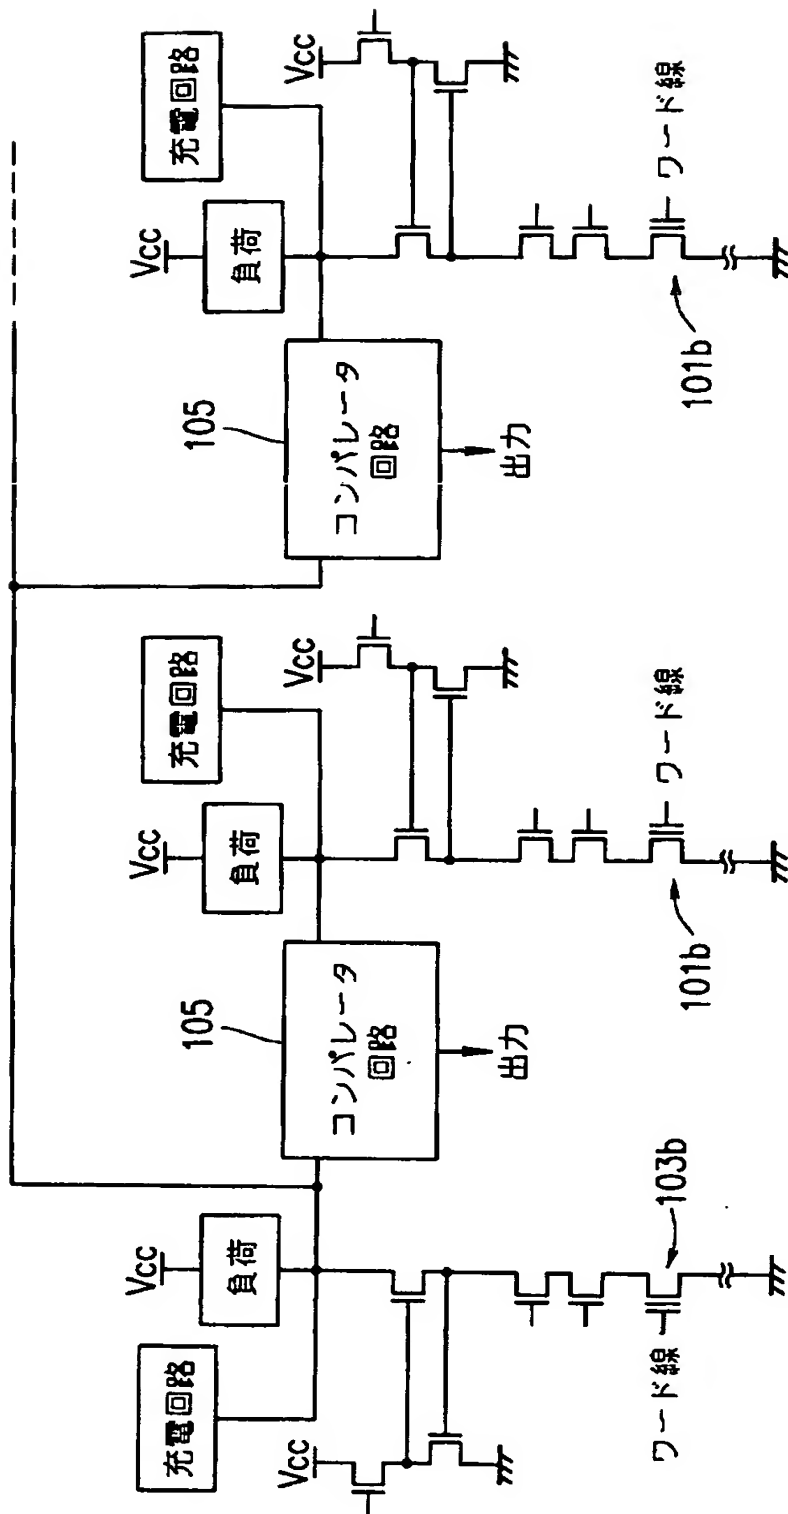 充電回路
Vcc
負荷
Vcc
ワード線
103b
105
コンパレータ
回路
出力
Vcc
負荷
充電回路
Vcc
ワード線
101b
105
コンパレータ
回路
出力
Vcc
負荷
充電回路
Vcc
ワード線
101b